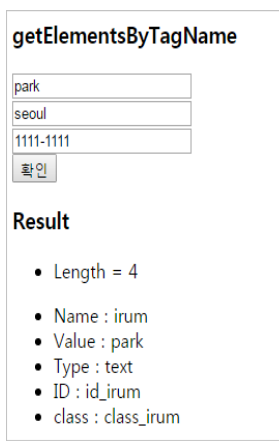 getElementsByTagName
park
seoul
1111-1111
확인
Result
Length = 4
Name : irum
Value : park
Type : text
ID : id_irum
class : class_irum